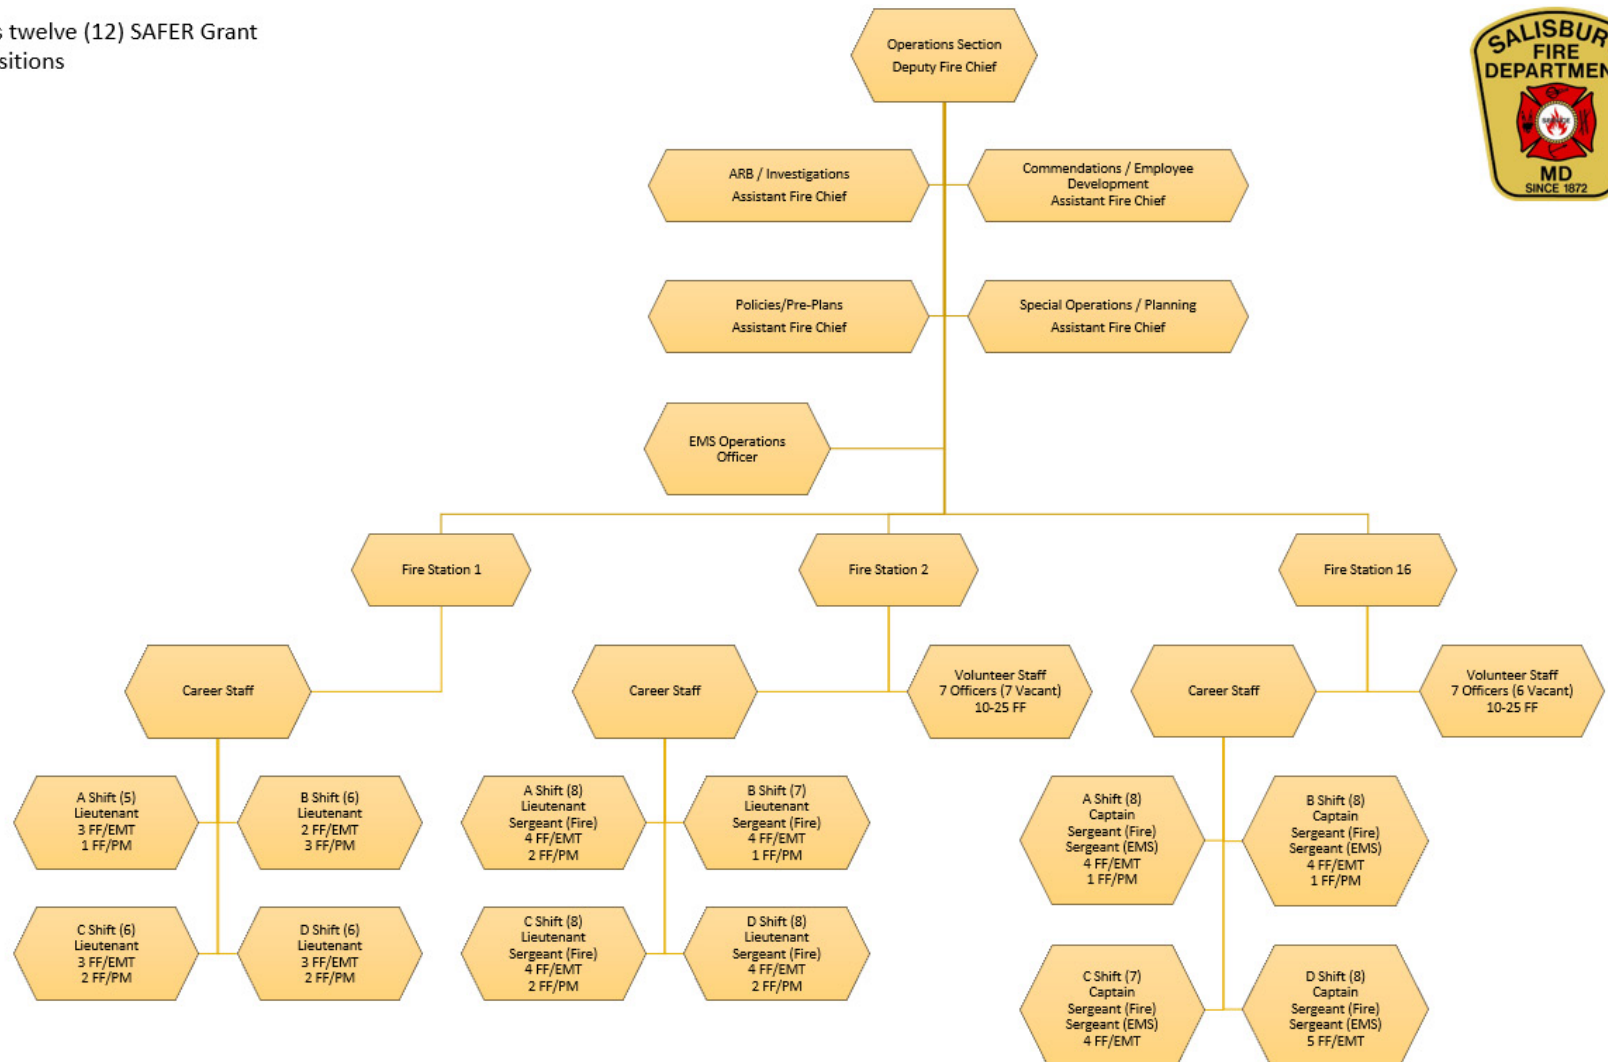 twelve (12) SAFER Grant
Operations Section
Deputy Fire Chief
SALISBURY
FIRE
DEPARTMENT
MD
SINCE 1872
ARB / Investigations
Assistant Fire Chief
Commendations / Employee
Development
Assistant Fire Chief
Policies/Pre-Plans
Assistant Fire Chief
Special Operations / Planning
Assistant Fire Chief
EMS Operations
Officer
Fire Station 1
Fire Station 2
Fire Station 16
Career Staff
Career Staff
Volunteer Staff
7 Officers (7 Vacant)
10-25 FF
Career Staff
Volunteer Staff
7 Officers (6 Vacant)
10-25 FF
A Shift (5)
Lieutenant
3 FF/EMT
1 FF/PM
B Shift (6)
Lieutenant
2 FF/EMT
3 FF/PM
A Shift (8)
Lieutenant
Sergeant (Fire)
4 FF/EMT
2 FF/PM
B Shift (7)
Lieutenant
Sergeant (Fire)
4 FF/EMT
1 FF/PM
A Shift (8)
Captain
Sergeant (Fire)
Sergeant (EMS)
4 FF/EMT
1 FF/PM
B Shift (8)
Captain
Sergeant (Fire)
Sergeant (EMS)
4 FF/EMT
1 FF/PM
C Shift (6)
Lieutenant
3 FF/EMT
2 FF/PM
D Shift (6)
Lieutenant
3 FF/EMT
2 FF/PM
C Shift (8)
Lieutenant
Sergeant (Fire)
4 FF/EMT
2 FF/PM
D Shift (8)
Lieutenant
Sergeant (Fire)
4 FF/EMT
2 FF/PM
C Shift (7)
Captain
Sergeant (Fire)
Sergeant (EMS)
4 FF/EMT
D Shift (8)
Captain
Sergeant (Fire)
Sergeant (EMS)
5 FF/EMT